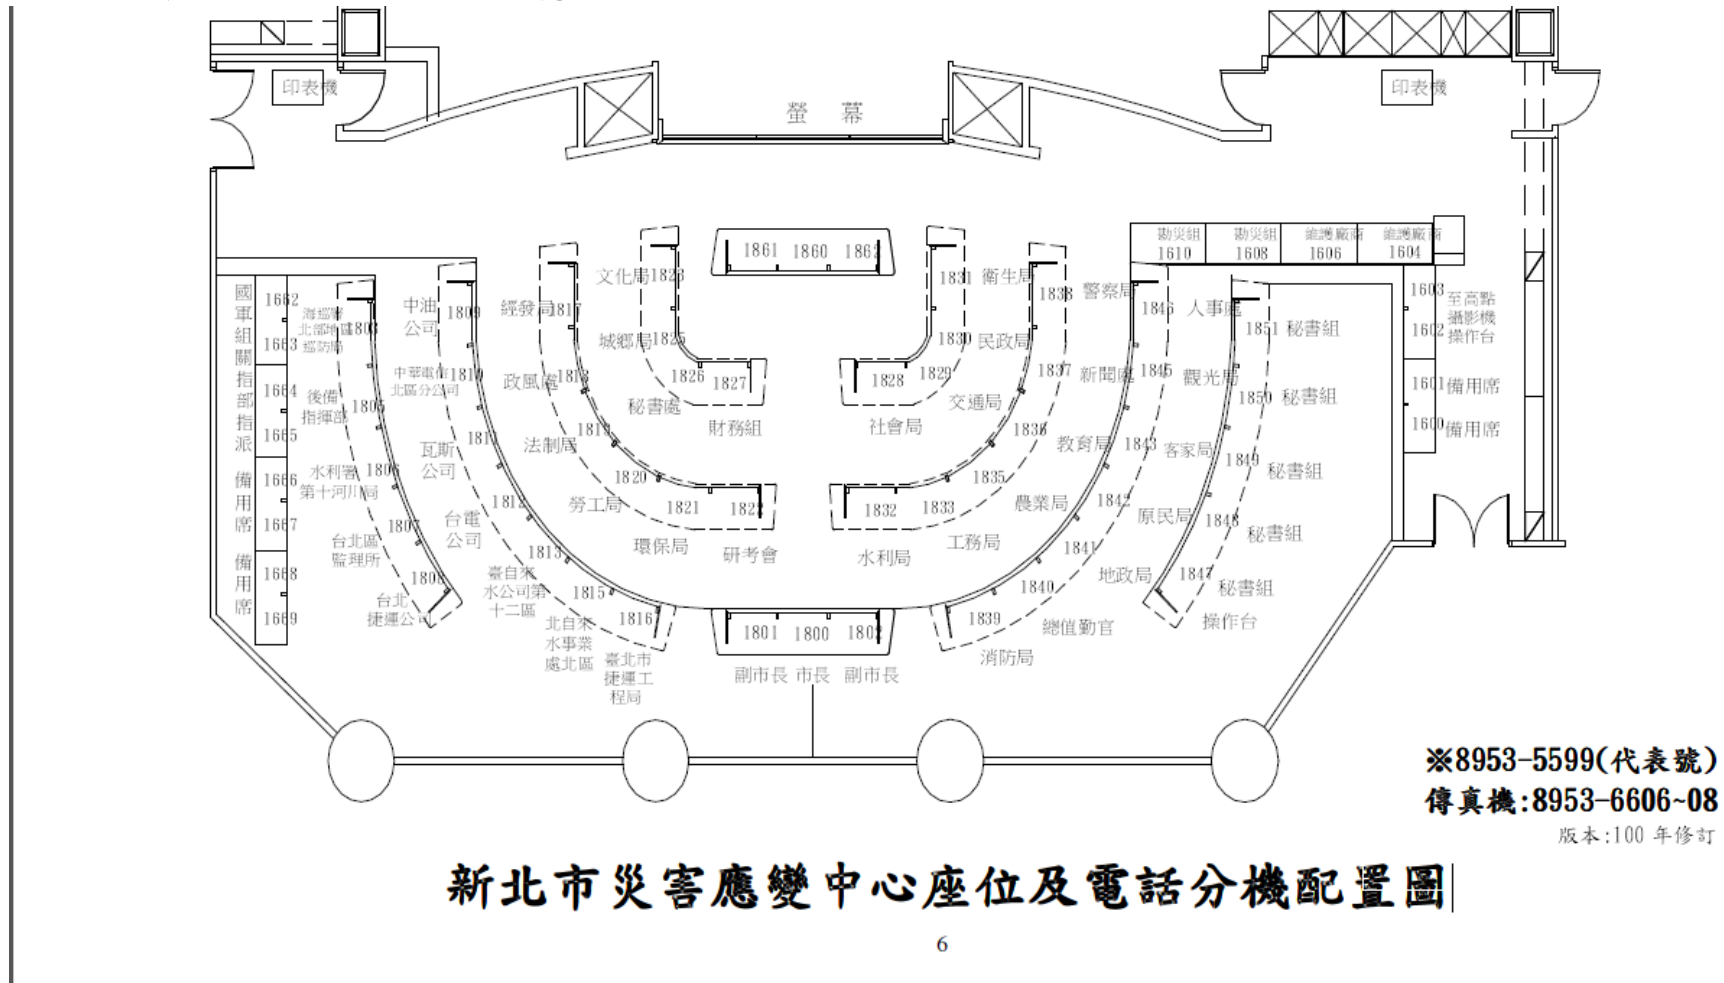 印表機
螢 幕
印表機
1861 1860 1862
勘災組 勘災組 維護廠商 維護廠商
1610 1608 1606 1604
國軍組關指部指派
備用席
備用席
1662
1663
1664
1665
1666
1667
1668
1669
海巡署
北部地區
巡防局
1803
後備
指揮部
1805
水利署
第十河川局
1806
台北區
監理所
1807
台北
捷運公司
1808
中油
公司
1809
中華電信
北區分公司
1810
瓦斯
公司
1811
台電
公司
1812
臺自來
水公司第
十二區
1813
北自來
水事業
處北區
1815
臺北市
捷運工
程局
1816
經發局
1817
政風處
1818
法制局
1819
勞工局
1820
環保局
1821
研考會
文化局
1823
城鄉局
1825
秘書處
1826
財務組
1827
社會局
1828
1829
交通局
1830
民政局
1831
衛生局
水利局
1832
工務局
1833
農業局
1835
教育局
1836
新聞處
1837
警察局
1838
消防局
1839
總值勤官
1840
地政局
1841
原民局
1842
客家局
1843
觀光局
1845
人事處
1846
操作台
1847
秘書組
1848
秘書組
1849
秘書組
1850
秘書組
1851
秘書組
1603
1602
至高點
攝影機
操作台
1601
備用席
1600
備用席
1801 1800 1802
副市長 市長 副市長
※8953-5599(代表號)
傳真機:8953-6606~08
版本:100 年修訂
新北市災害應變中心座位及電話分機配置圖
6